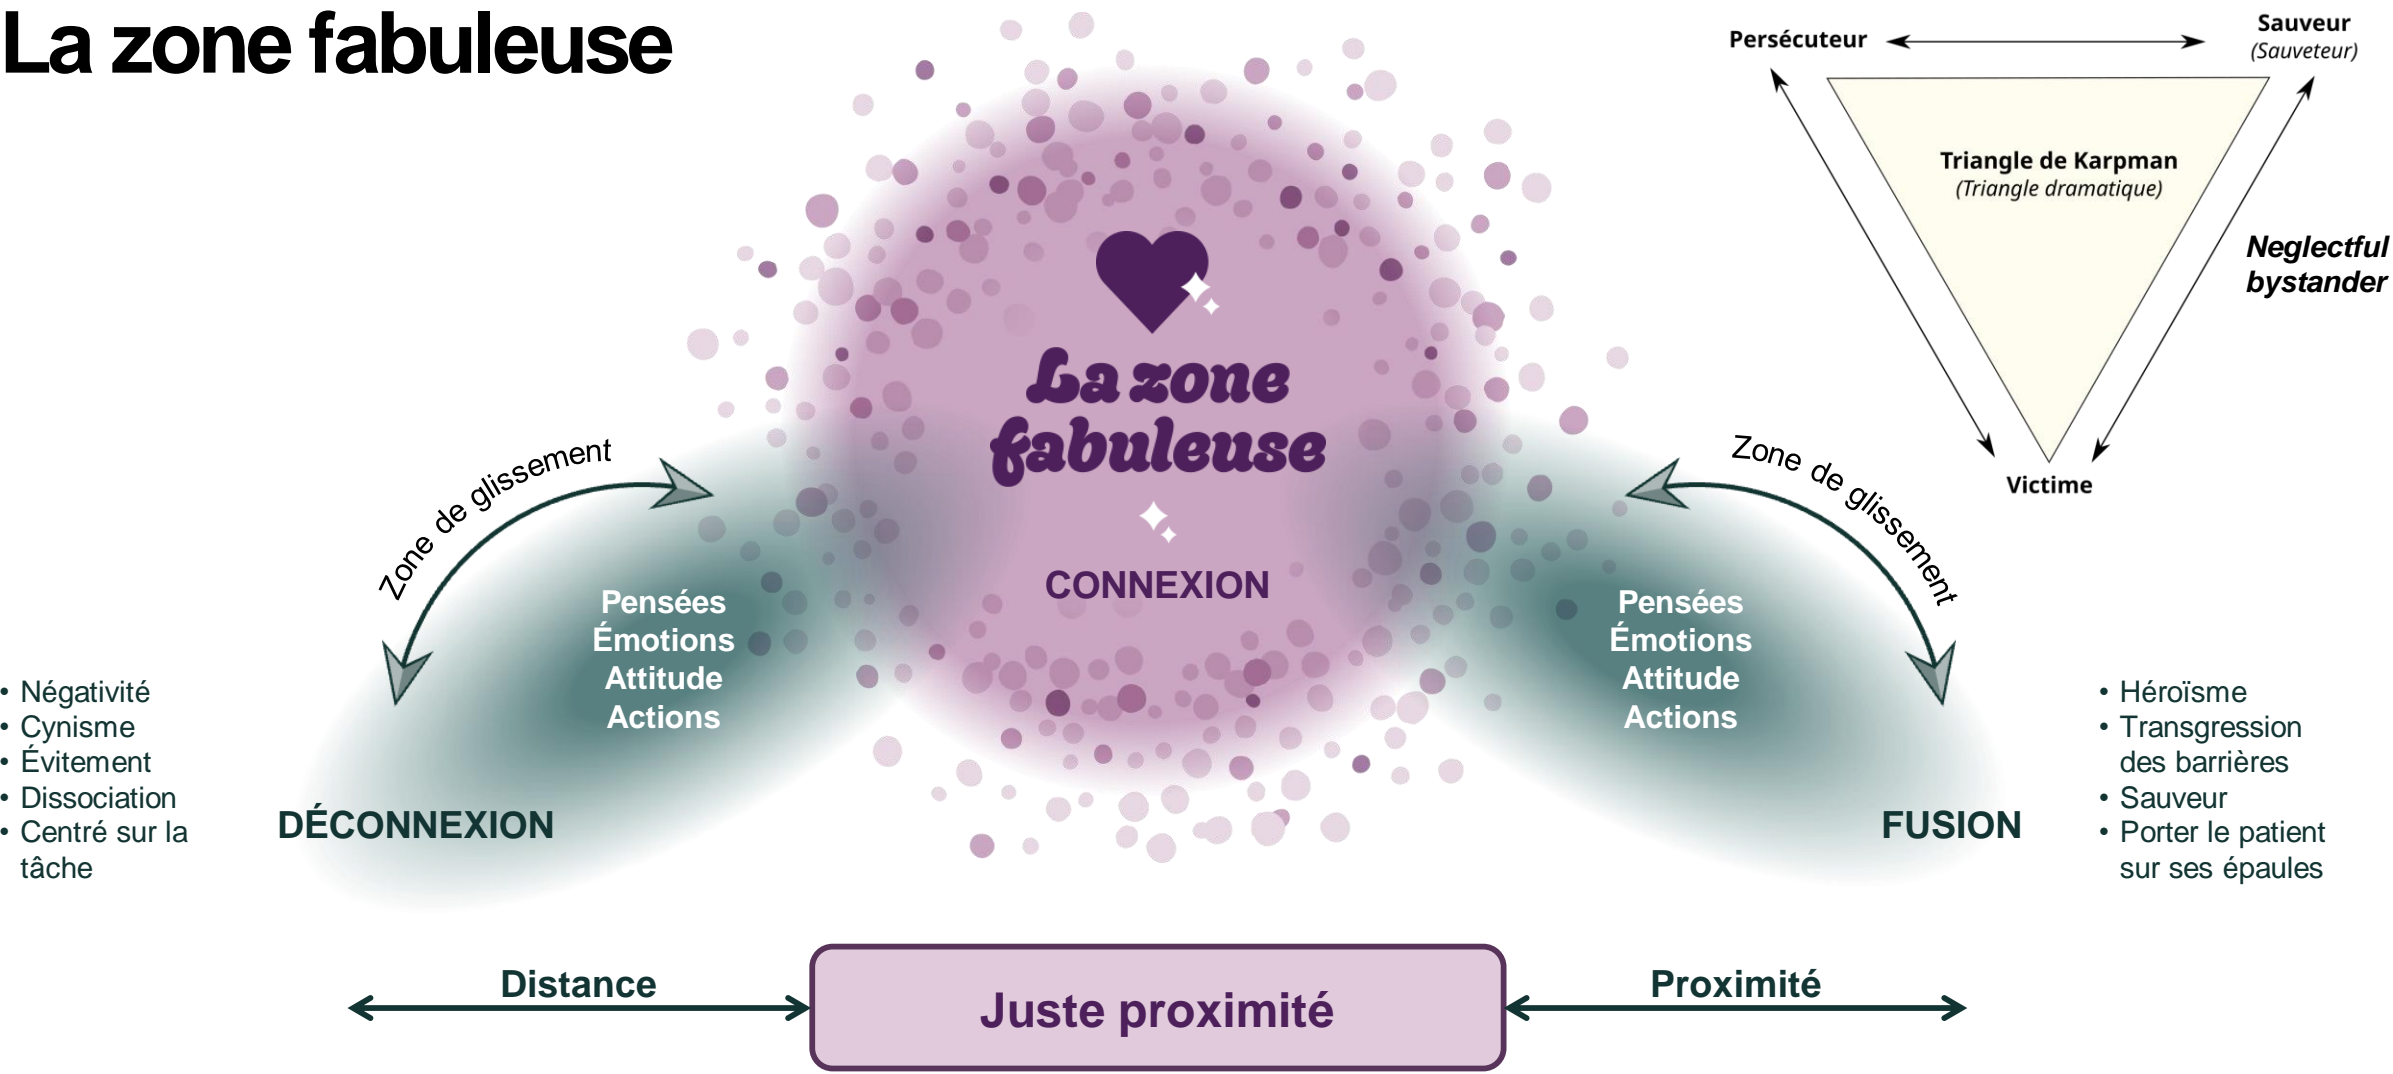 La zone fabuleuse
Persécuteur
Sauveur
(Sauveteur)
Triangle de Karpman
(Triangle dramatique)
Neglectful
bystander
Victime
La zone
fabuleuse
CONNEXION
Zone de glissement
Pensées
Émotions
Attitude
Actions
• Négativité
• Cynisme
• Évitement
• Dissociation
• Centré sur la
tâche
DÉCONNEXION
Zone de glissement
Pensées
Émotions
Attitude
Actions
FUSION
• Héroïsme
• Transgression
des barrières
• Sauveur
• Porter le patient
sur ses épaules
Distance
Juste proximité
Proximité